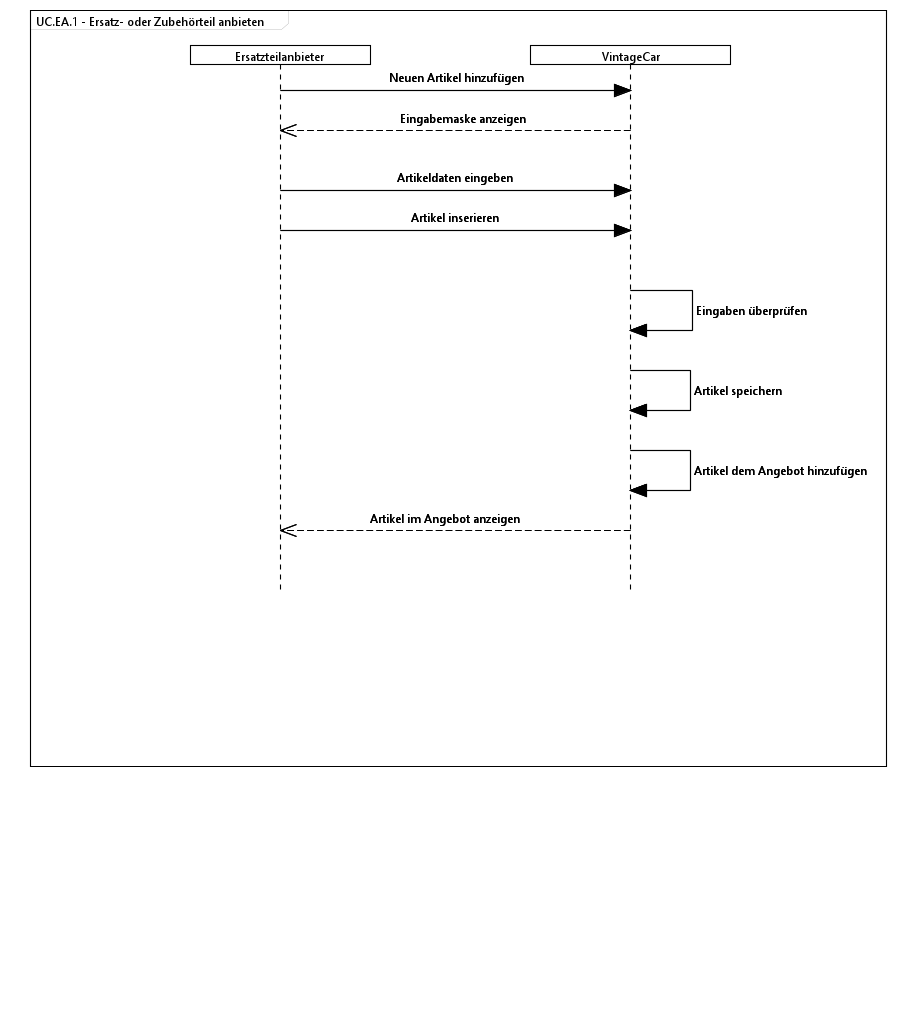 UC.EA.1 - Ersatz- oder Zubehörteil anbieten
Ersatzteilanbieter
VintageCar
Neuen Artikel hinzufügen
Eingabemaske anzeigen
Artikeldaten eingeben
Artikel inserieren
Eingaben überprüfen
Artikel speichern
Artikel dem Angebot hinzufügen
Artikel im Angebot anzeigen